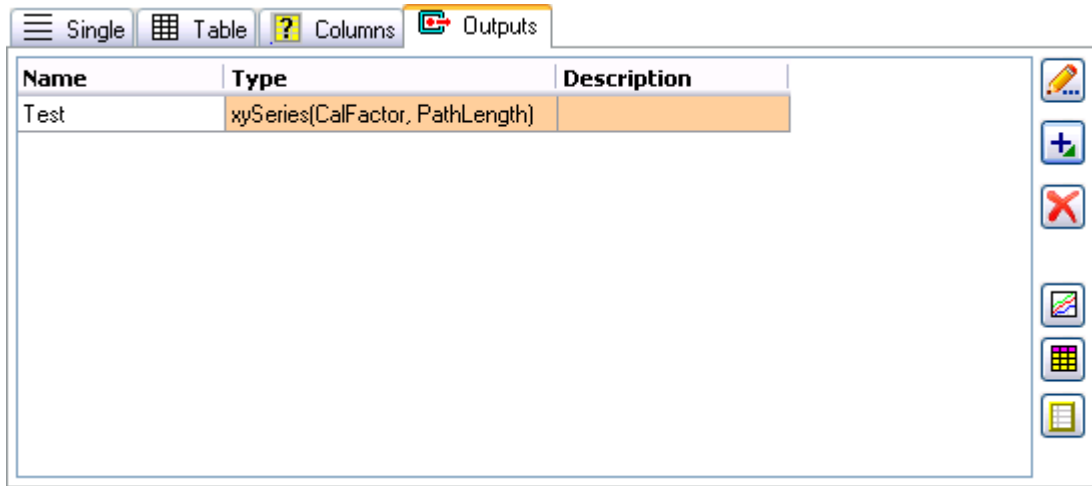 Single Table ? Columns Outputs
Name Type Description
Test xySeries(CalFactor, PathLength)